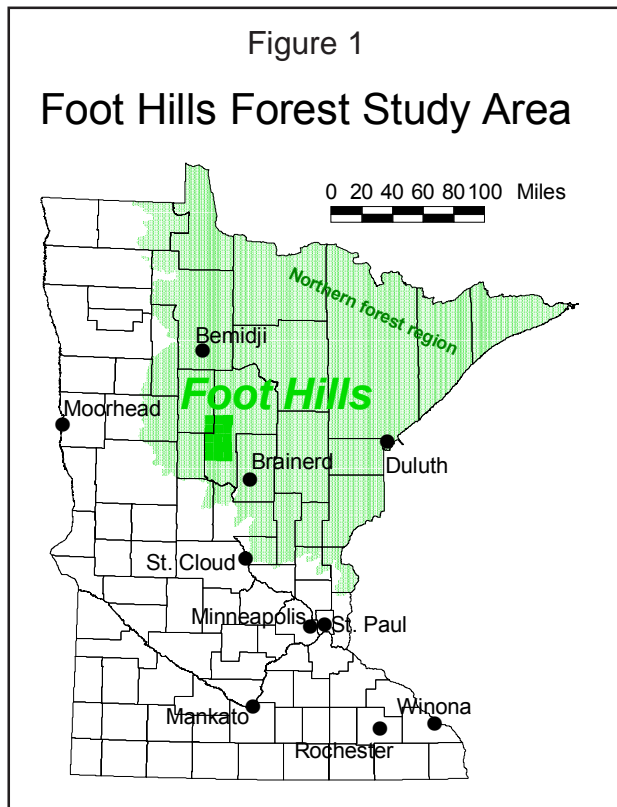 Figure 1
Foot Hills Forest Study Area
0 20 40 60 80 100 Miles
Northern forest region
Bemidji
Foot Hills
Moorhead
Brainerd
Duluth
St. Cloud
Minneapolis
St. Paul
Mankato
Winona
Rochester